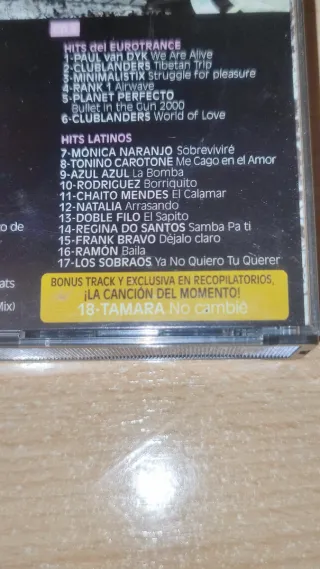 HITS del EUROTRANCE
1-PAUL van DYK We Are Alive
2-CLUBLANDERS Tibetan Trip
3-MINIMALISTIX Struggle for pleasure
4-RANK 1 Airwave
5-PLANET PERFECTO
Bullet in the Gun 2000
6-CLUBLANDERS World of Love
HITS LATINOS
7-MÓNICA NARANJO Sobreviviré
8-TONINO CAROTONE Me Cago en el Amor
9-AZUL AZUL La Bomba
10-RODRIGUEZ Borriquito
11-CHAITO MENDES El Calamar
12-NATALIA Arrasando
13-DOBLE FILO El Sapito
14-REGINA DO SANTOS Samba Pa ti
15-FRANK BRAVO Déjalo claro
16-RAMÓN Baila
17-LOS SOBRAOS Ya No Quiero Tu Querer
o de
ats
Mix)
BONUS TRACK Y EXCLUSIVA EN RECOPILATORIOS,
¡LA CANCIÓN DEL MOMENTO!
18-TAMARA No cambié